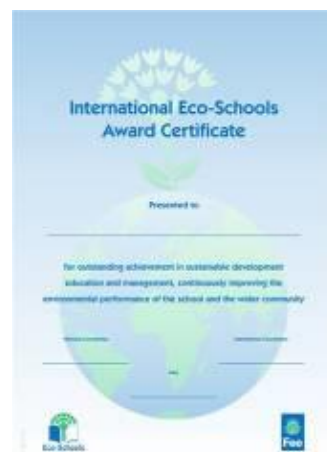 International Eco-Schools
Award Certificate
Presented to
for outstanding achievement in sustainable development
education and management, continuously improving the
environmental performance of the school and the wider community
Eco-Schools
Fee